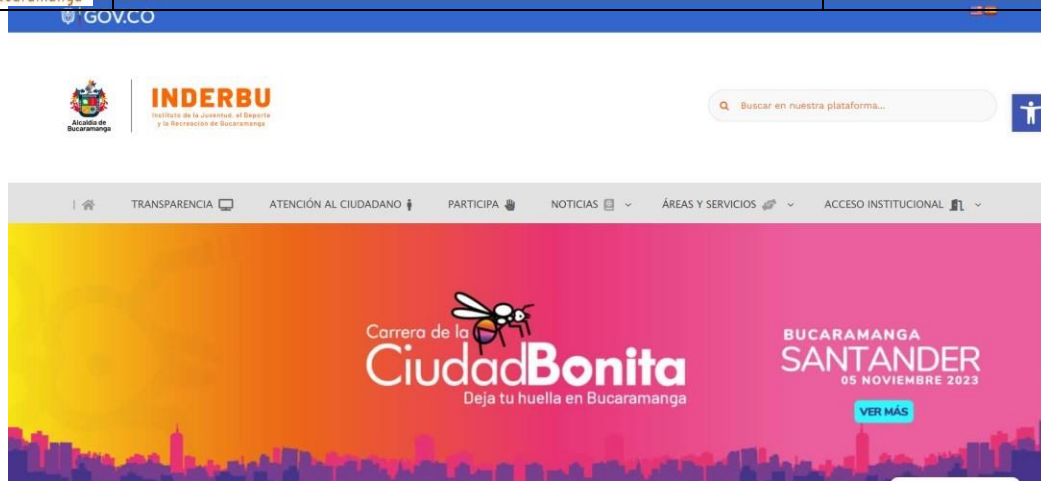 GOV.CO
Alcaldía de
Bucaramanga
INDERBU
Instituto de la Juventud, el Deporte
y la Recreación de Bucaramanga
Buscar en nuestra plataforma...
TRANSPARENCIA ATENCIÓN AL CIUDADANO PARTICIPA NOTICIAS ÁREAS Y SERVICIOS ACCESO INSTITUCIONAL
Carrera de la
CiudadBonita
Deja tu huella en Bucaramanga
BUCARAMANGA
SANTANDER
05 NOVIEMBRE 2023
VER MÁS